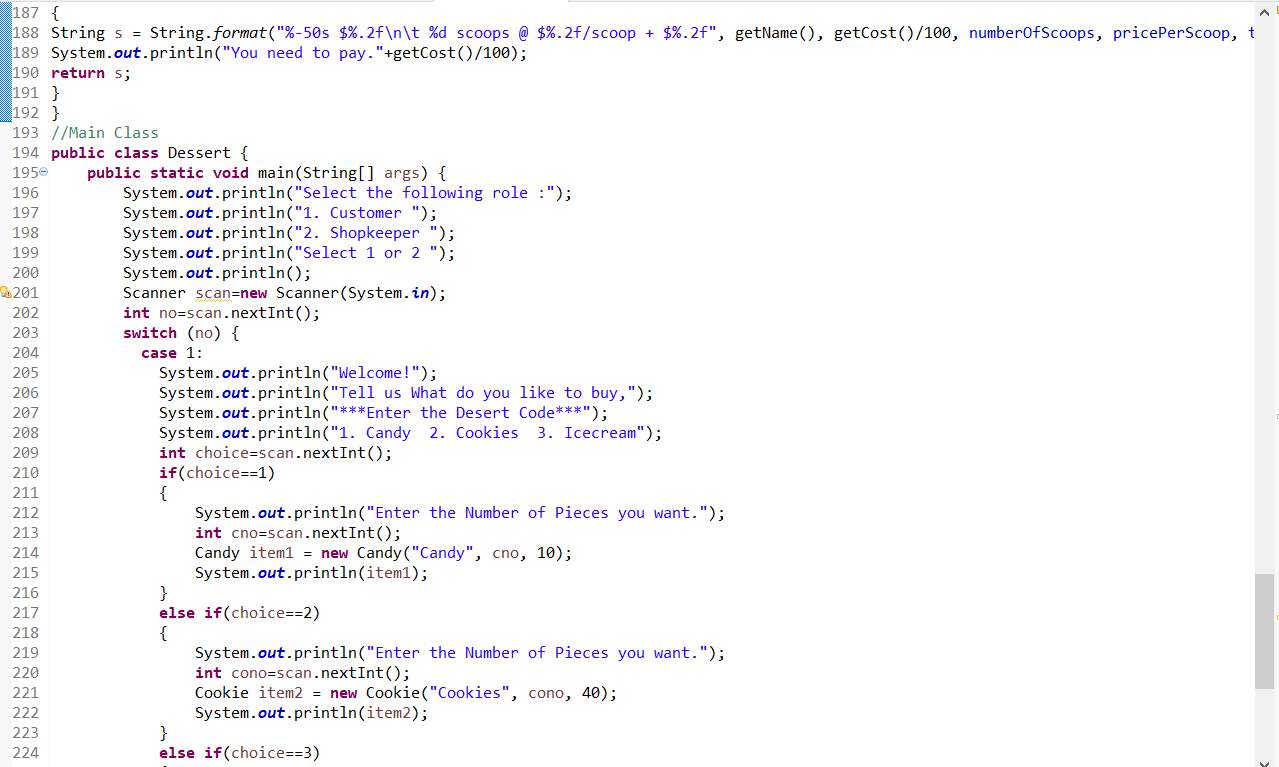 187 {
188 String s = String.format("%-50s $%.2f\n\t %d scoops @ $%.2f/scoop + $%.2f", getName(), getCost()/100, numberOfScoops, pricePerScoop, t
189 System.out.println("You need to pay."+getCost()/100);
190 return s;
191 }
192 }
193 //Main Class
194 public class Dessert {
195 public static void main(String[] args) {
196 System.out.println("Select the following role :");
197 System.out.println("1. Customer ");
198 System.out.println("2. Shopkeeper ");
199 System.out.println("Select 1 or 2 ");
200 System.out.println();
201 Scanner scan=new Scanner(System.in);
202 int no=scan.nextInt();
203 switch (no) {
204 case 1:
205 System.out.println("Welcome!");
206 System.out.println("Tell us What do you like to buy,");
207 System.out.println("***Enter the Desert Code***");
208 System.out.println("1. Candy  2. Cookies  3. Icecream");
209 int choice=scan.nextInt();
210 if(choice==1)
211 {
212 System.out.println("Enter the Number of Pieces you want.");
213 int cno=scan.nextInt();
214 Candy item1 = new Candy("Candy", cno, 10);
215 System.out.println(item1);
216 }
217 else if(choice==2)
218 {
219 System.out.println("Enter the Number of Pieces you want.");
220 int cono=scan.nextInt();
221 Cookie item2 = new Cookie("Cookies", cono, 40);
222 System.out.println(item2);
223 }
224 else if(choice==3)